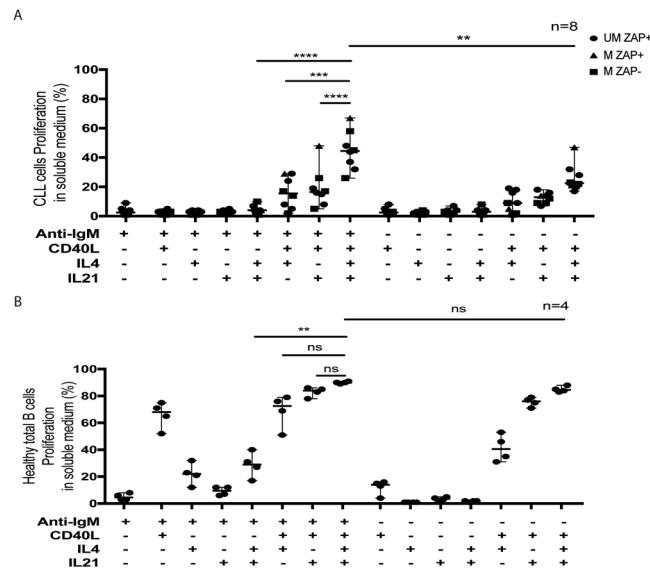 A
n=8
**
****
***
****
● UM ZAP+
▲ M ZAP+
■ M ZAP-
CLL cells Proliferation
in soluble medium (%)
100
80
60
40
20
0
Anti-IgM + + + + + + + + - - - - - - -
CD40L - + - - - + + + + - - - + + +
IL4 - - + - + + - + - + - + + - +
IL21 - - - + + - + + - - + + - + +
B
ns
n=4
**
ns
ns
Healthy total B cells
Proliferation
in soluble medium (%)
100
80
60
40
20
0
Anti-IgM + + + + + + + + - - - - - - -
CD40L - + - - - + + + + - - - + + +
IL4 - - + - + + - + - + - + + - +
IL21 - - - + + - + + - - + + - + +